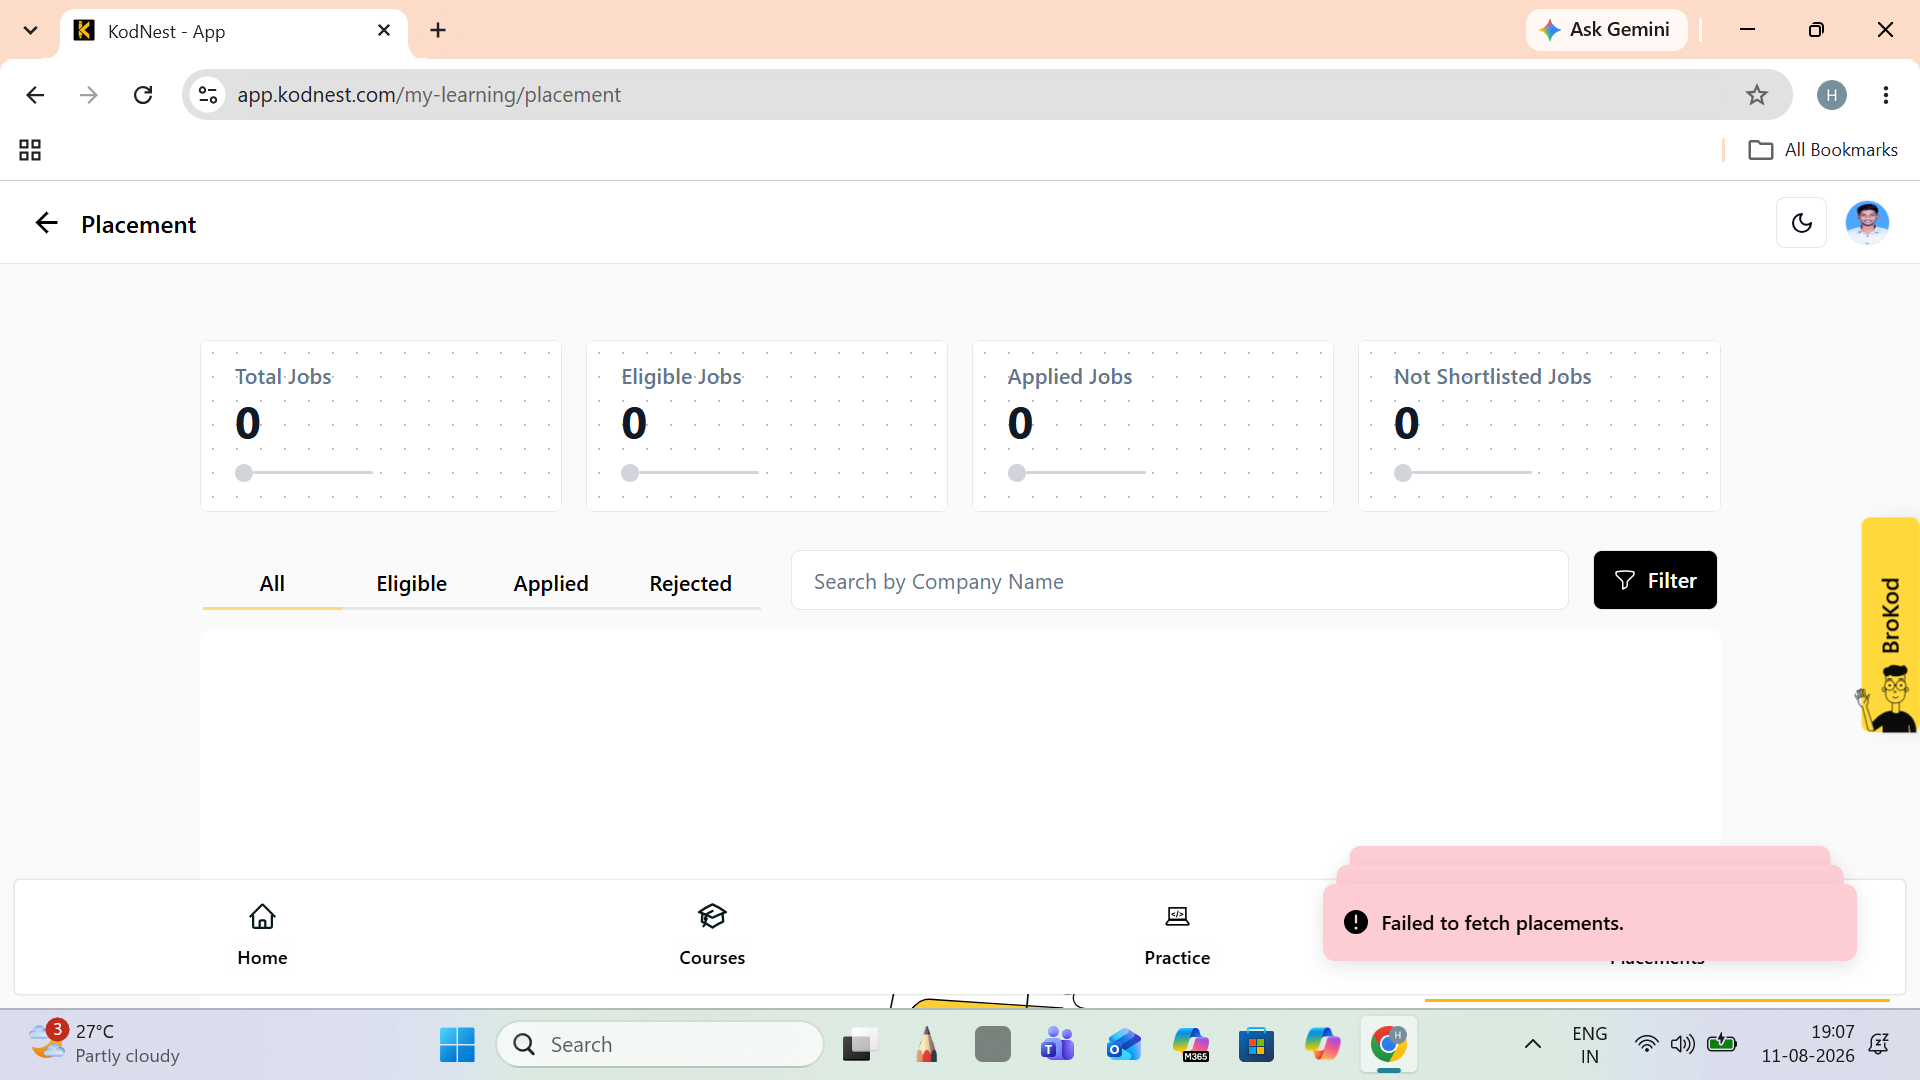 KodNest - App
Ask Gemini
app.kodnest.com/my-learning/placement
H
All Bookmarks
Placement
Total Jobs
0
Eligible Jobs
0
Applied Jobs
0
Not Shortlisted Jobs
0
All
Eligible
Applied
Rejected
Search by Company Name
Filter
BroKod
Failed to fetch placements.
Home
Courses
Practice
Placements
3
27°C
Partly cloudy
Search
T
O
M365
H
ENG
IN
19:07
11-08-2026